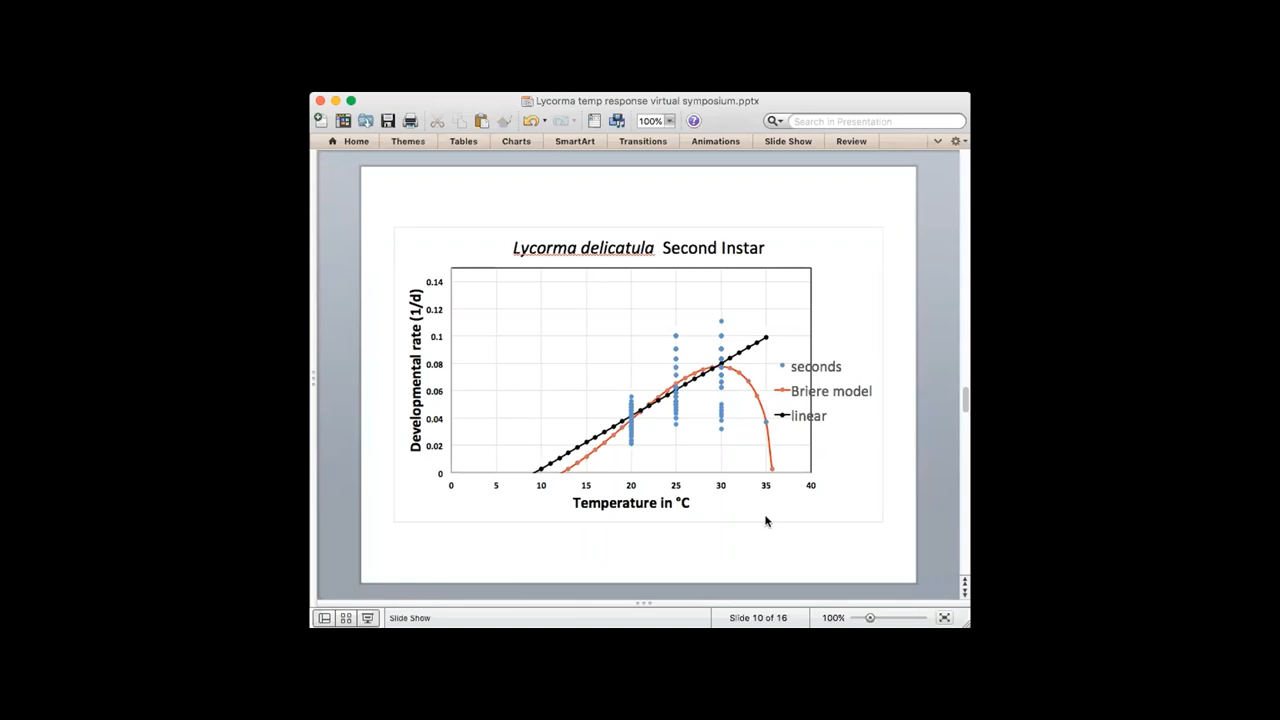 Lycorma temp response virtual symposium.pptx
100%
Search in Presentation
Home Themes Tables Charts SmartArt Transitions Animations Slide Show Review
Lycorma delicatula Second Instar
Developmental rate (1/d)
0.14
0.12
0.1
0.08
0.06
0.04
0.02
0
0 5 10 15 20 25 30 35 40
Temperature in °C
seconds
Briere model
linear
Slide Show
Slide 10 of 16
100%